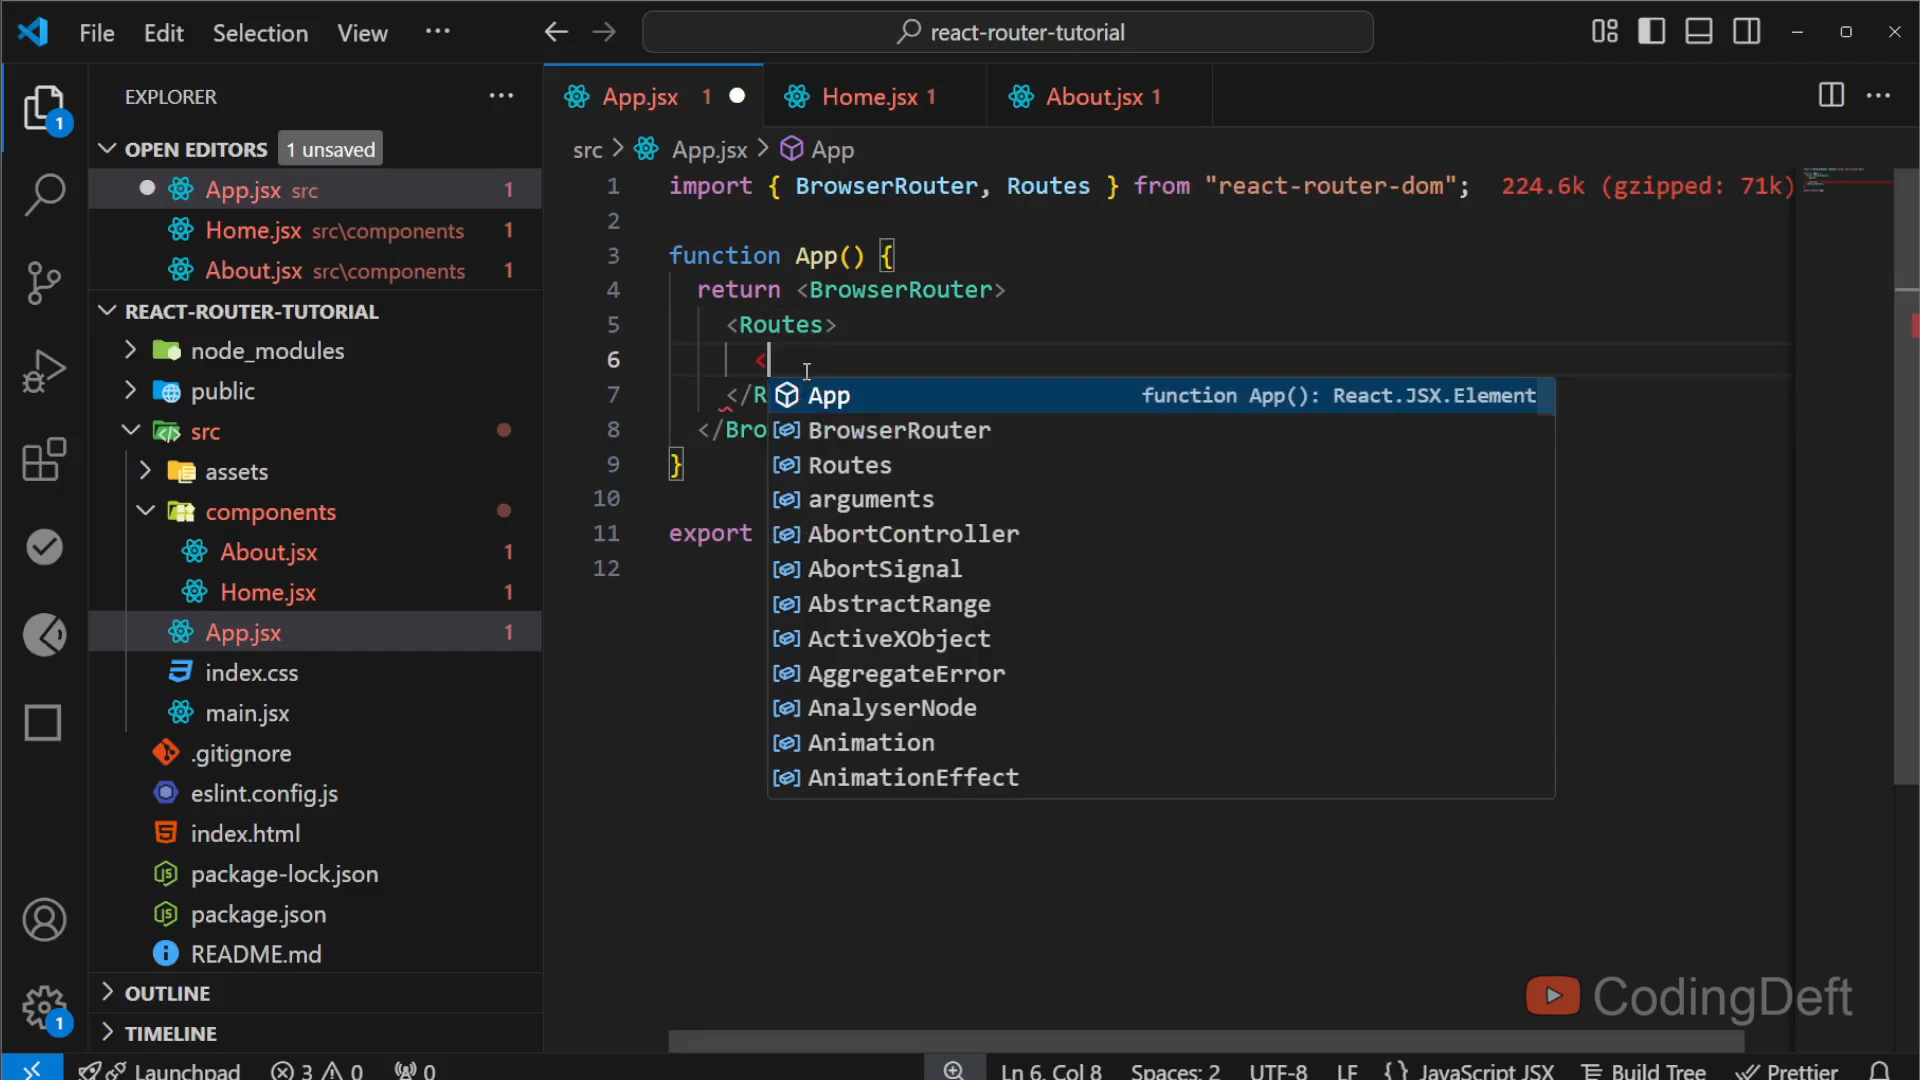 File Edit Selection View ··· react-router-tutorial
EXPLORER ···
OPEN EDITORS 1 unsaved
App.jsx src 1
Home.jsx src\components 1
About.jsx src\components 1
REACT-ROUTER-TUTORIAL
node_modules
public
src
assets
components
About.jsx 1
Home.jsx 1
App.jsx 1
index.css
main.jsx
.gitignore
eslint.config.js
index.html
package-lock.json
package.json
README.md
OUTLINE
TIMELINE
1
1
App.jsx 1 Home.jsx 1 About.jsx 1
src > App.jsx > App
1 import { BrowserRouter, Routes } from "react-router-dom"; 224.6k (gzipped: 71k)
2
3 function App() {
4 return <BrowserRouter>
5 <Routes>
6 <
7 </R
8 </Bro
9 }
10
11 export
12
App function App(): React.JSX.Element
BrowserRouter
Routes
arguments
AbortController
AbortSignal
AbstractRange
ActiveXObject
AggregateError
AnalyserNode
Animation
AnimationEffect
CodingDeft
Launchpad 3 0 0 Ln 6, Col 8 Spaces: 2 UTF-8 LF {} JavaScript JSX Build Tree Prettier